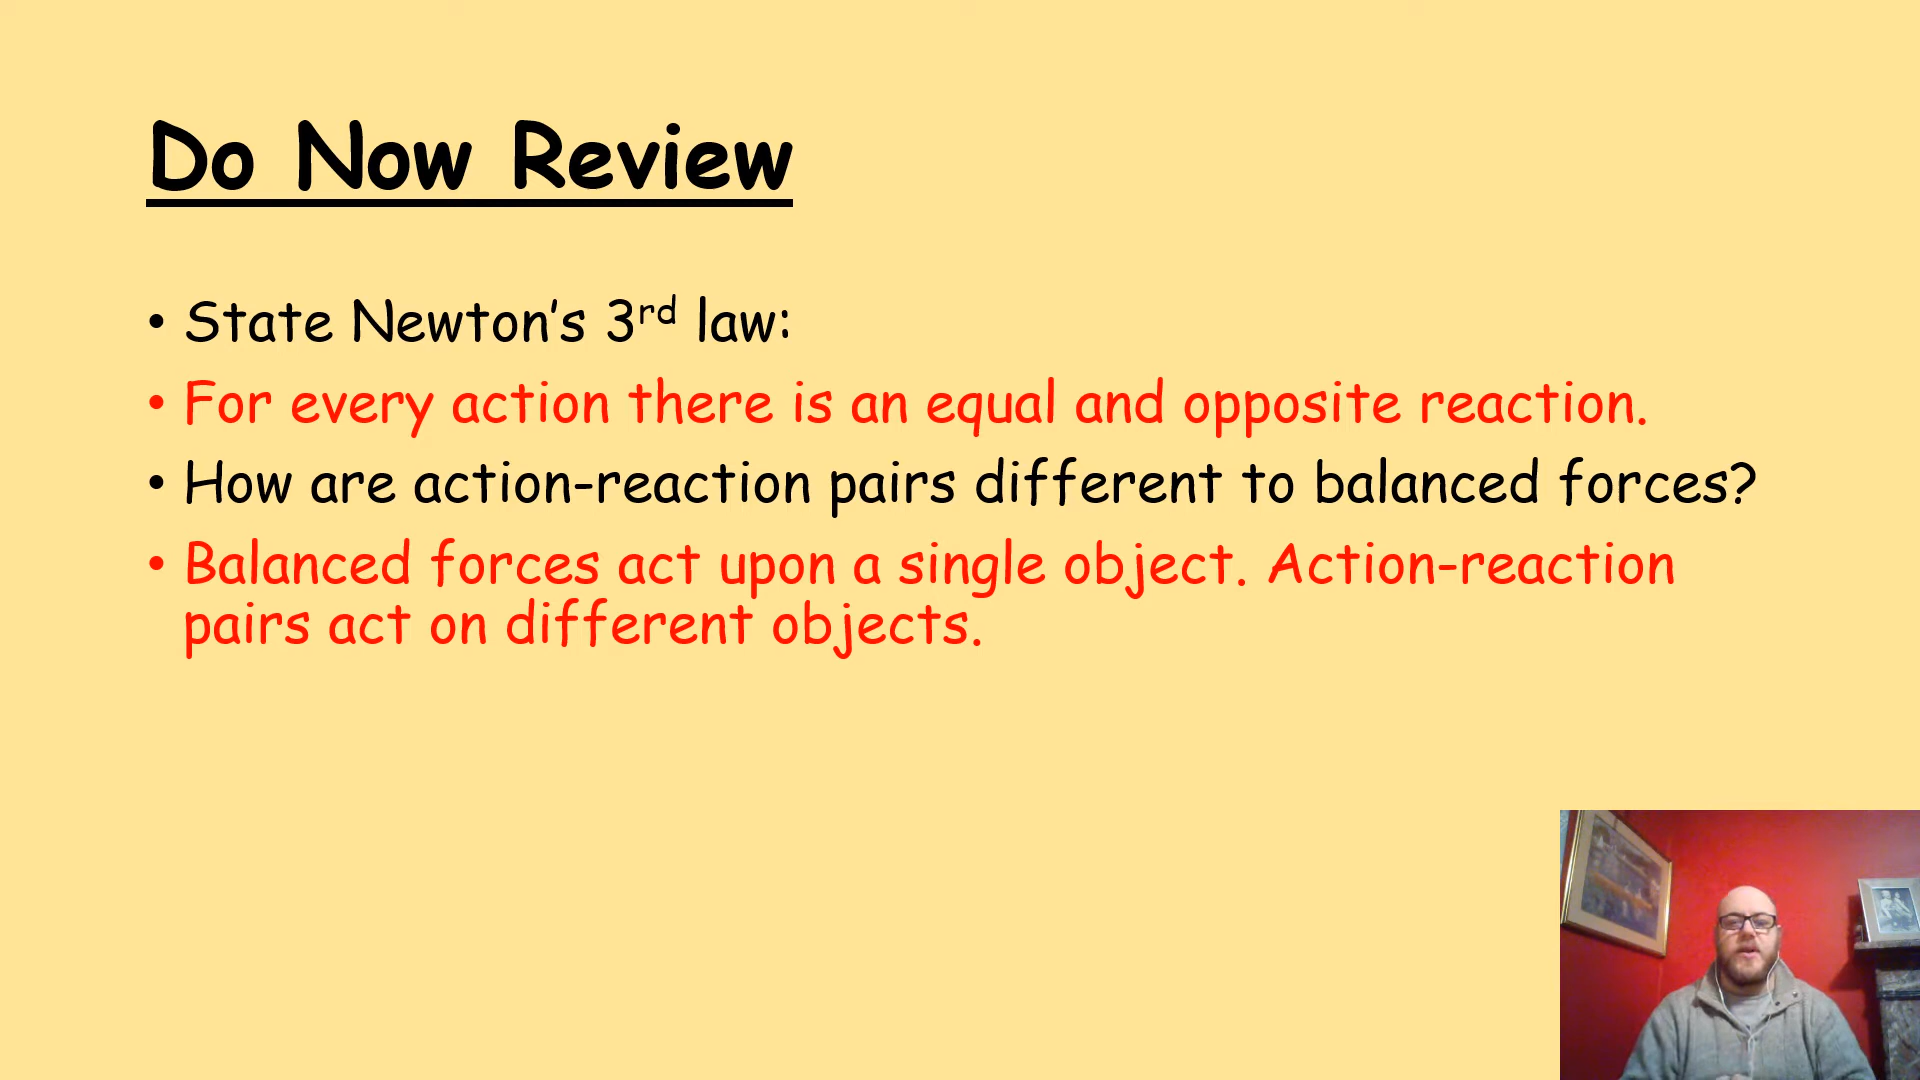 Do Now Review
• State Newton’s 3rd law:
• For every action there is an equal and opposite reaction.
• How are action-reaction pairs different to balanced forces?
• Balanced forces act upon a single object. Action-reaction
pairs act on different objects.